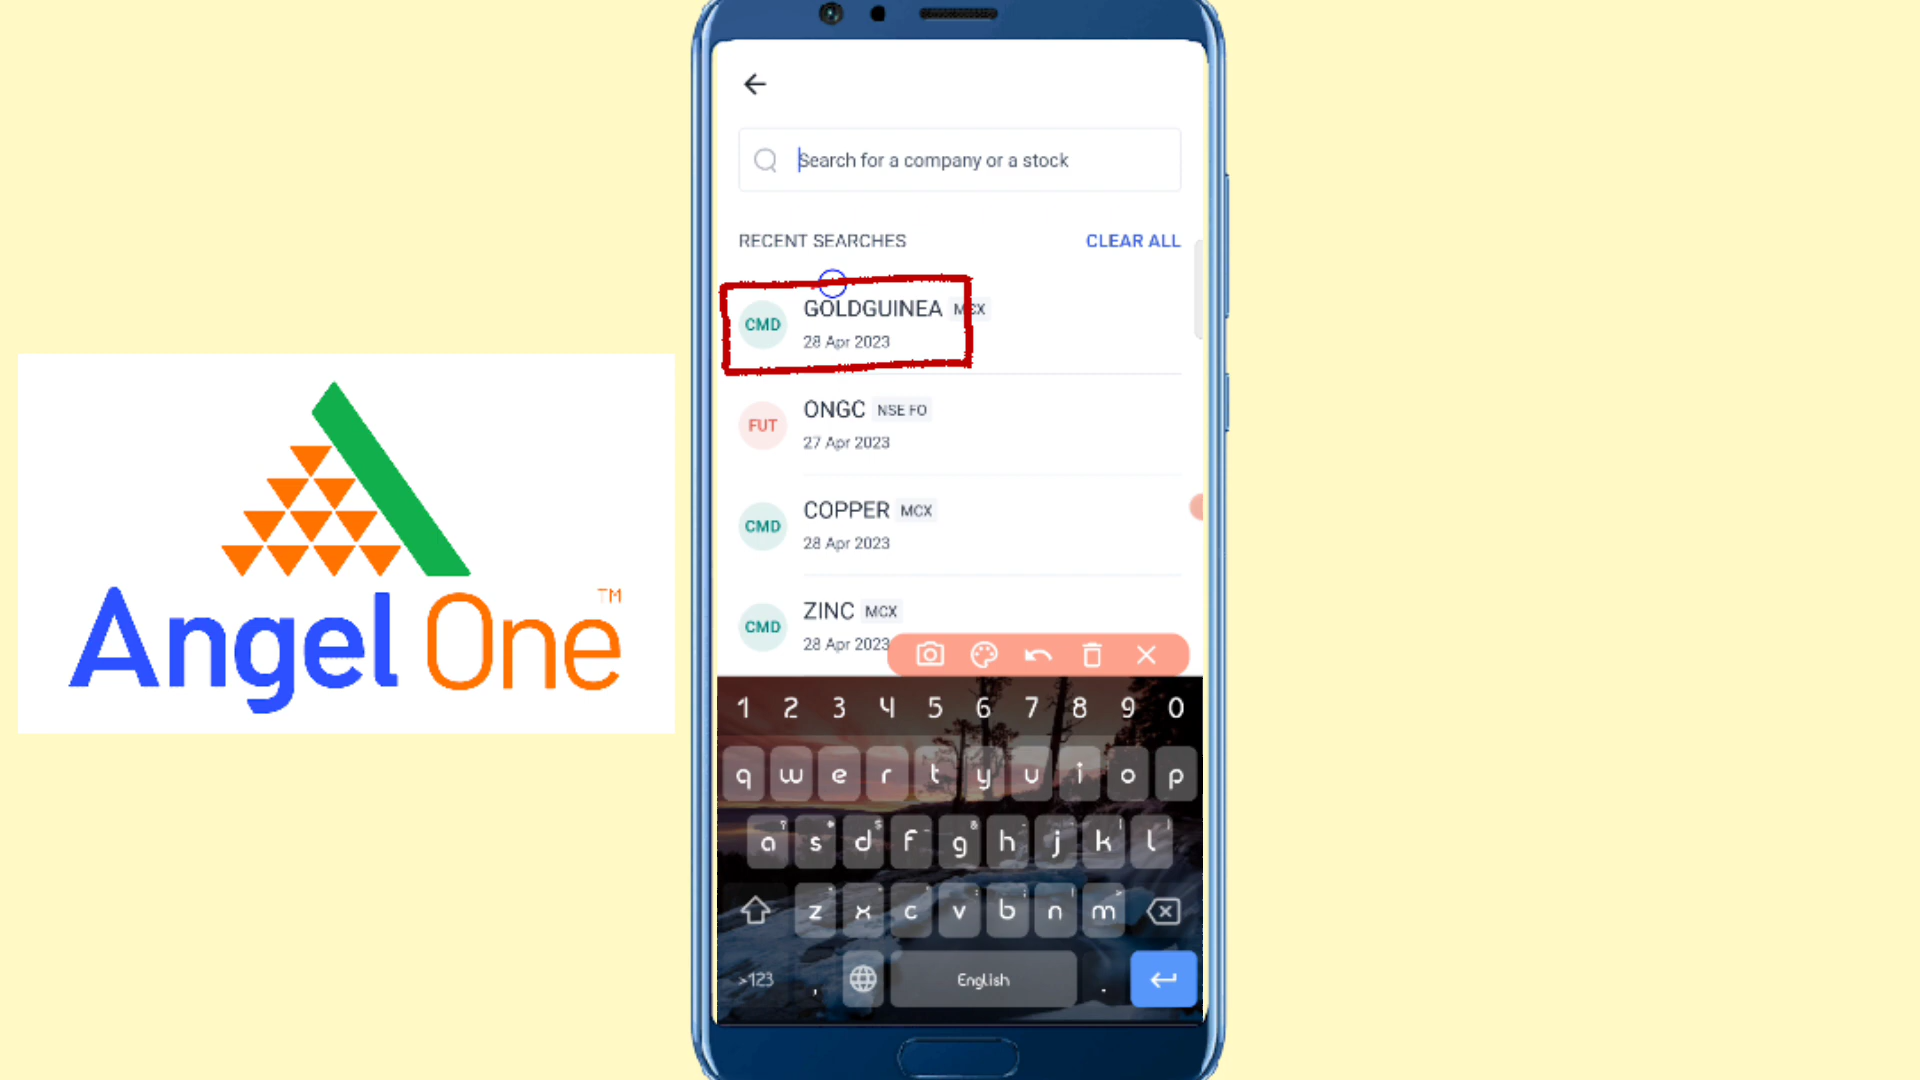 Search for a company or a stock
RECENT SEARCHES CLEAR ALL
CMD GOLDGUINEA MCX
28 Apr 2023
FUT ONGC NSE FO
27 Apr 2023
CMD COPPER MCX
28 Apr 2023
CMD ZINC MCX
28 Apr 2023
Angel One TM
1 2 3 4 5 6 7 8 9 0
q w e r t y u i o p
a s d f g h j k l
z x c v b n m
>123 , English .